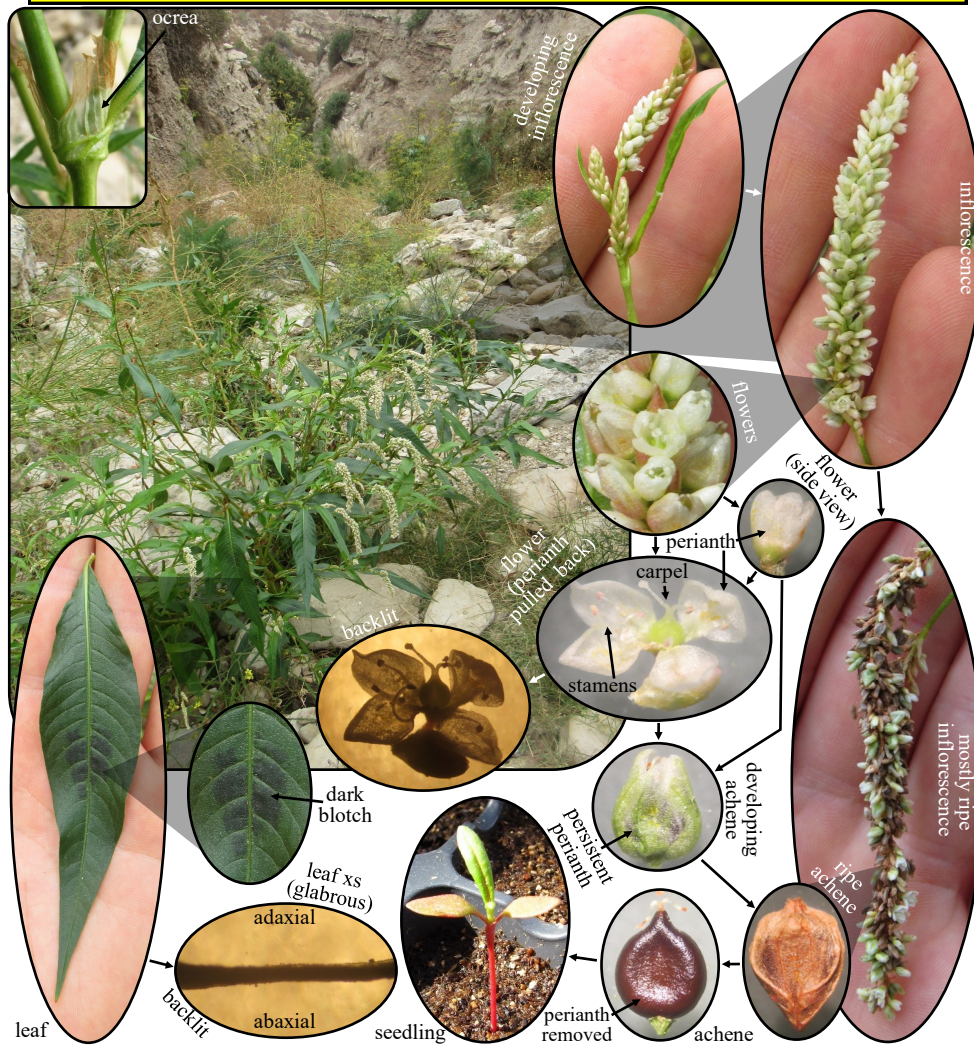 ocrea
developing
inflorescence
inflorescence
flowers
flower
(side view)
perianth
carpel
flower
(perianth
pulled back)
backlit
stamens
mostly ripe
inflorescence
developing
achene
persistent
perianth
dark
blotch
ripe
achene
leaf xs
(glabrous)
adaxial
abaxial
backlit
leaf
seedling
perianth
removed
achene